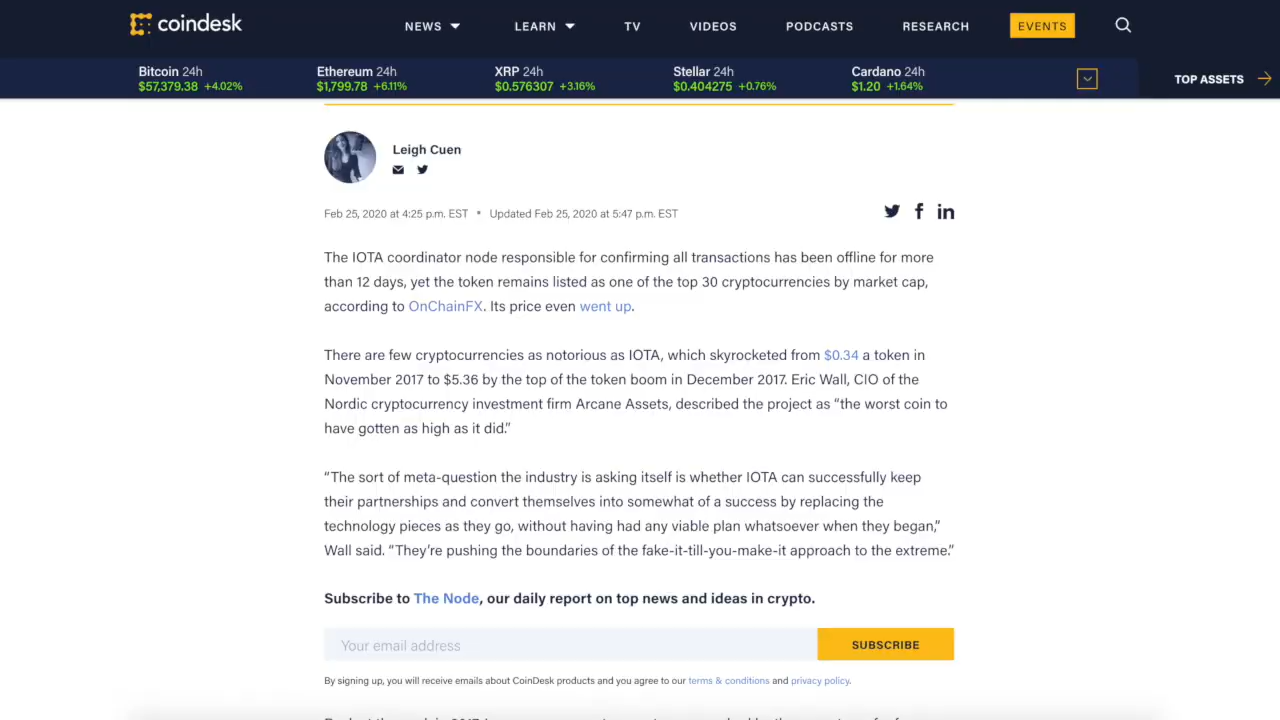 coindesk
NEWS LEARN TV VIDEOS PODCASTS RESEARCH EVENTS
Bitcoin 24h Ethereum 24h XRP 24h Stellar 24h Cardano 24h
$57,379.38 +4.02% $1,799.78 +6.11% $0.576307 +3.16% $0.404275 +0.76% $1.20 +1.64%
TOP ASSETS
Leigh Cuen
Feb 25, 2020 at 4:25 p.m. EST • Updated Feb 25, 2020 at 5:47 p.m. EST
The IOTA coordinator node responsible for confirming all transactions has been offline for more
than 12 days, yet the token remains listed as one of the top 30 cryptocurrencies by market cap,
according to OnChainFX. Its price even went up.
There are few cryptocurrencies as notorious as IOTA, which skyrocketed from $0.34 a token in
November 2017 to $5.36 by the top of the token boom in December 2017. Eric Wall, CIO of the
Nordic cryptocurrency investment firm Arcane Assets, described the project as “the worst coin to
have gotten as high as it did.”
“The sort of meta-question the industry is asking itself is whether IOTA can successfully keep
their partnerships and convert themselves into somewhat of a success by replacing the
technology pieces as they go, without having had any viable plan whatsoever when they began,”
Wall said. “They’re pushing the boundaries of the fake-it-till-you-make-it approach to the extreme.”
Subscribe to The Node, our daily report on top news and ideas in crypto.
Your email address
SUBSCRIBE
By signing up, you will receive emails about CoinDesk products and you agree to our terms & conditions and privacy policy.